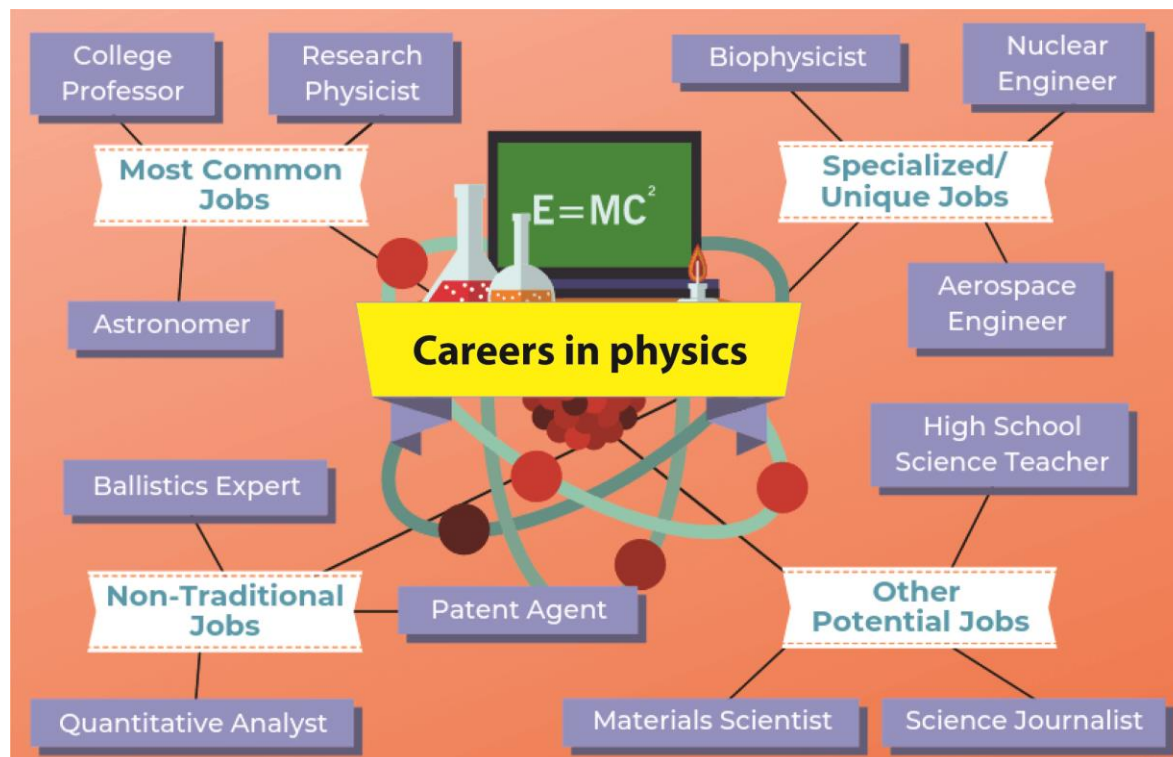 College
Professor
Research
Physicist
Most Common
Jobs
Astronomer
Biophysicist
Nuclear
Engineer
Specialized/
Unique Jobs
Aerospace
Engineer
E=MC²
Careers in physics
Ballistics Expert
Non-Traditional
Jobs
Patent Agent
Quantitative Analyst
High School
Science Teacher
Other
Potential Jobs
Materials Scientist
Science Journalist